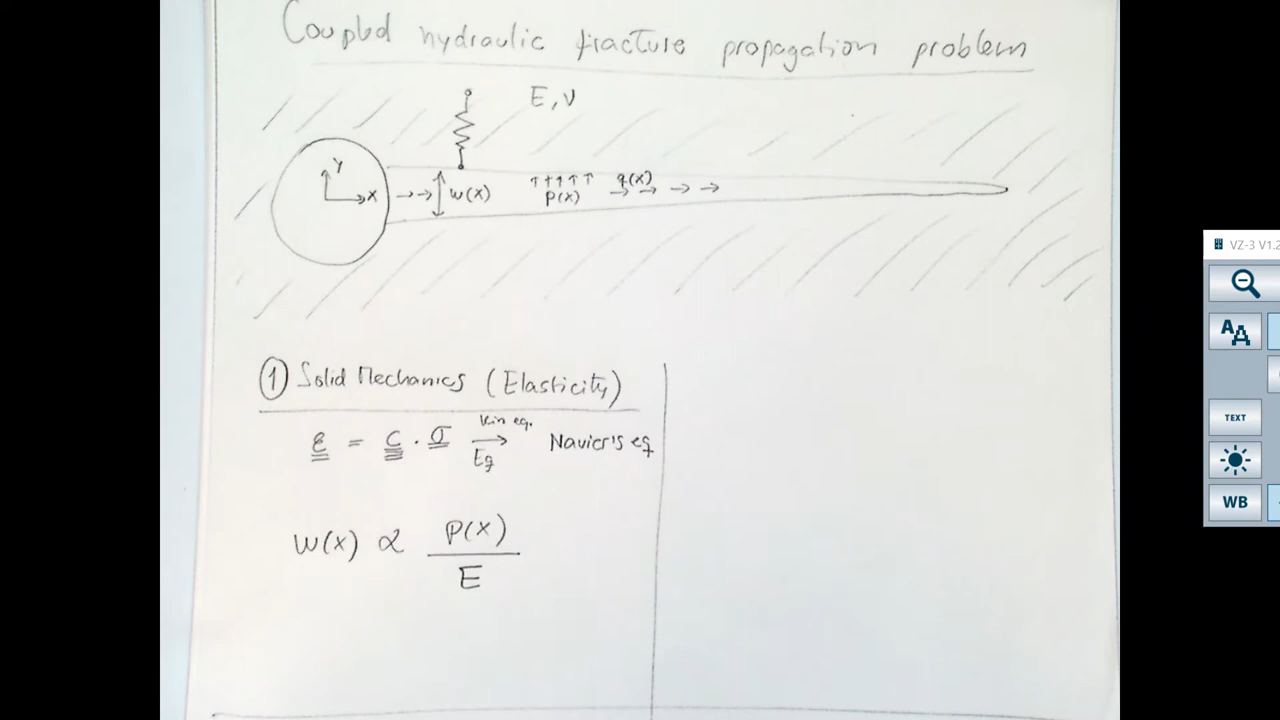 Coupled hydraulic fracture propagation problem
E, ν
Y
X
w(x)
p(x)
q(x)
① Solid Mechanics (Elasticity)
ε = C · σ
Kin eq.
Eq
Navier's eq
w(x) ∝ p(x) / E
VZ-3 V1.2
AA
TEXT
WB